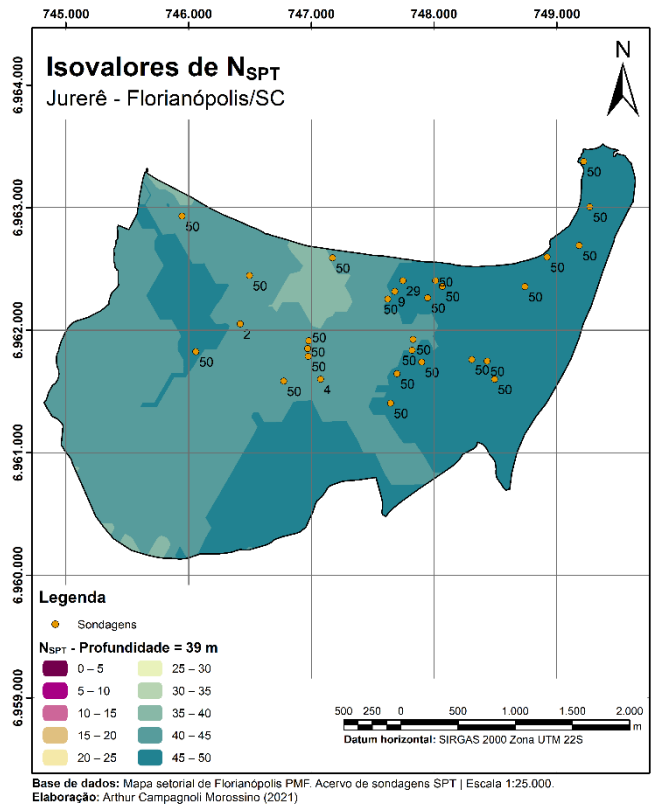 745.000 746.000 747.000 748.000 749.000
Isovalores de NSPT
Jurerê - Florianópolis/SC
N
6.964.000
6.963.000
6.962.000
6.961.000
6.960.000
6.959.000
50
50
50
50
50
50
50
50
50
29
50
50
9
50
50
2
50
50
50
50
50
50
50
50
50
50
50
4
50
50
Legenda
Sondagens
NSPT - Profundidade = 39 m
0 – 5 25 – 30
5 – 10 30 – 35
10 – 15 35 – 40
15 – 20 40 – 45
20 – 25 45 – 50
500 250 0 500 1.000 1.500 2.000
m
Datum horizontal: SIRGAS 2000 Zona UTM 22S
Base de dados: Mapa setorial de Florianópolis PMF. Acervo de sondagens SPT | Escala 1:25.000.
Elaboração: Arthur Campagnoli Morossino (2021)